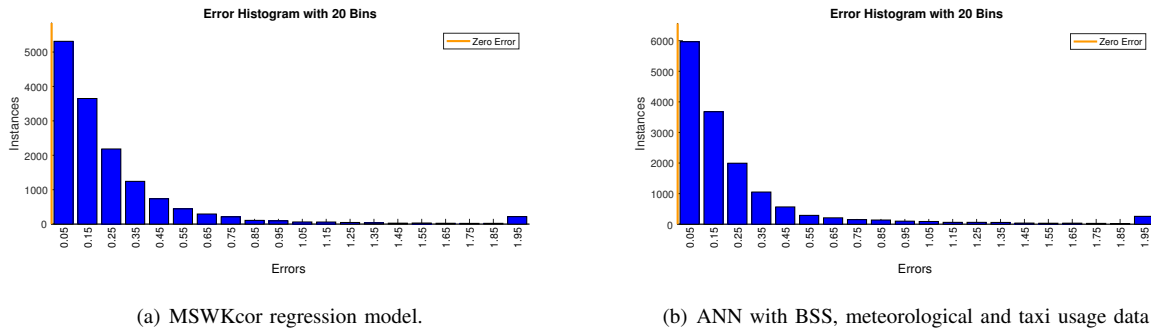 Error Histogram with 20 Bins
Zero Error
5000
4000
3000
2000
1000
0
Instances
0.05 0.15 0.25 0.35 0.45 0.55 0.65 0.75 0.85 0.95 1.05 1.15 1.25 1.35 1.45 1.55 1.65 1.75 1.85 1.95
Errors
(a) MSWKcor regression model.
Error Histogram with 20 Bins
Zero Error
6000
5000
4000
3000
2000
1000
0
Instances
0.05 0.15 0.25 0.35 0.45 0.55 0.65 0.75 0.85 0.95 1.05 1.15 1.25 1.35 1.45 1.55 1.65 1.75 1.85 1.95
Errors
(b) ANN with BSS, meteorological and taxi usage data